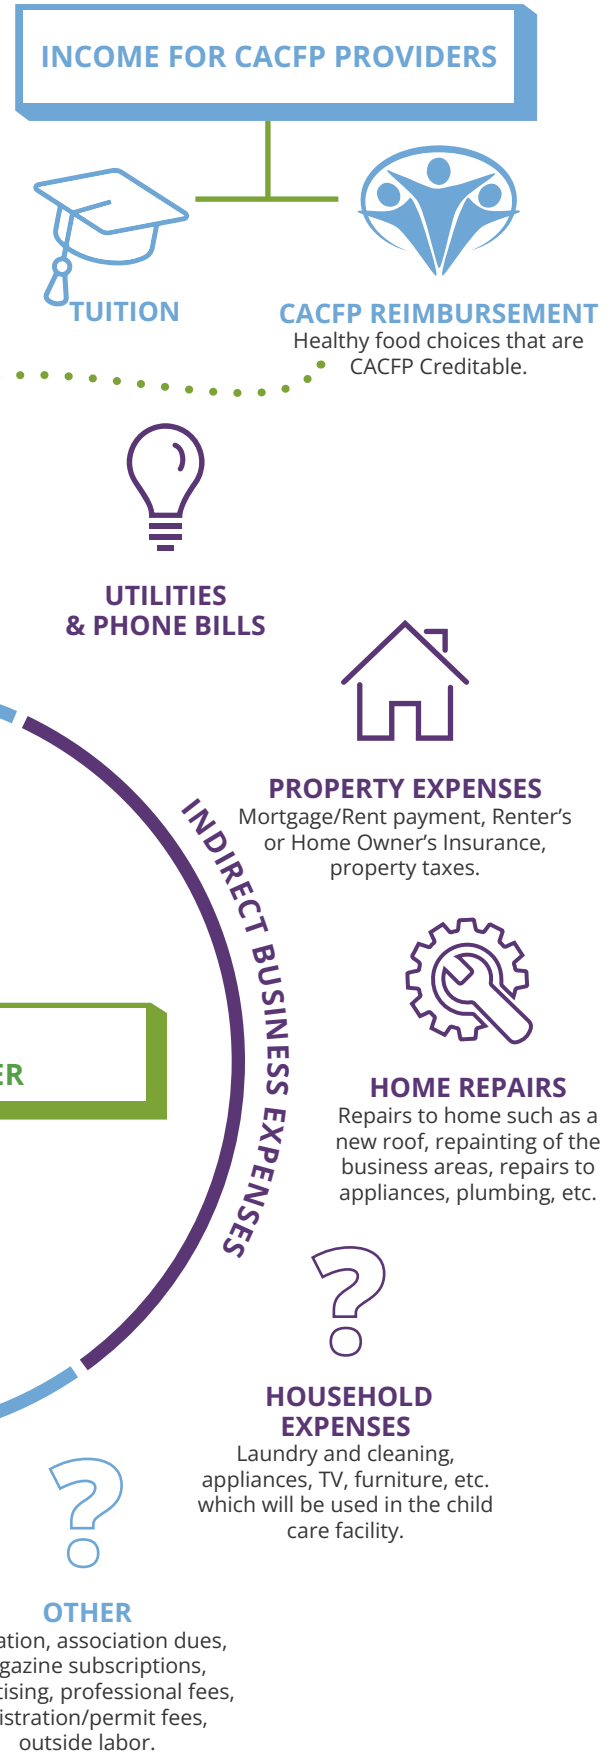 INCOME FOR CACFP PROVIDERS
TUITION
CACFP REIMBURSEMENT
Healthy food choices that are
CACFP Creditable.
UTILITIES
& PHONE BILLS
PROPERTY EXPENSES
Mortgage/Rent payment, Renter's
or Home Owner's Insurance,
property taxes.
INDIRECT BUSINESS EXPENSES
HOME REPAIRS
Repairs to home such as a
new roof, repainting of the
business areas, repairs to
appliances, plumbing, etc.
HOUSEHOLD
EXPENSES
Laundry and cleaning,
appliances, TV, furniture, etc.
which will be used in the child
care facility.
OTHER
association dues,
subscriptions,
professional fees,
fees,
outside labor.